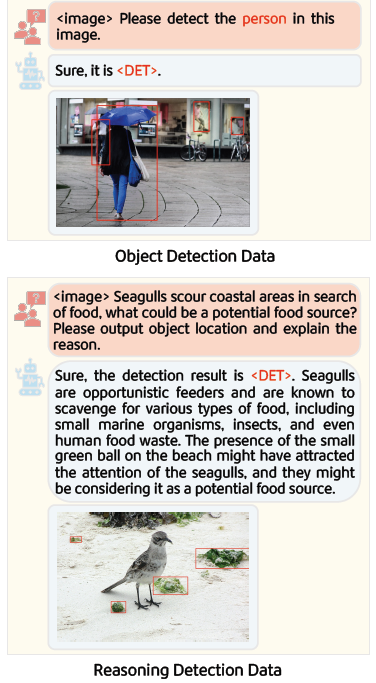 <image> Please detect the person in this
image.
Sure, it is <DET>.
Object Detection Data
<image> Seagulls scour coastal areas in search
of food, what could be a potential food source?
Please output object location and explain the
reason.
Sure, the detection result is <DET>. Seagulls
are opportunistic feeders and are known to
scavenge for various types of food, including
small marine organisms, insects, and even
human food waste. The presence of the small
green ball on the beach might have attracted
the attention of the seagulls, and they might
be considering it as a potential food source.
Reasoning Detection Data